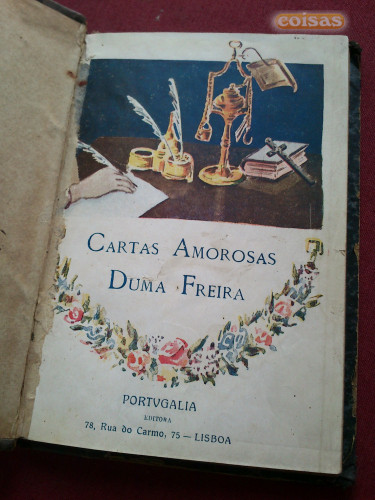 coisas
CARTAS AMOROSAS
DUMA FREIRA
PORTVGALIA
EDITORA
78, Rua do Carmo, 75 — LISBOA